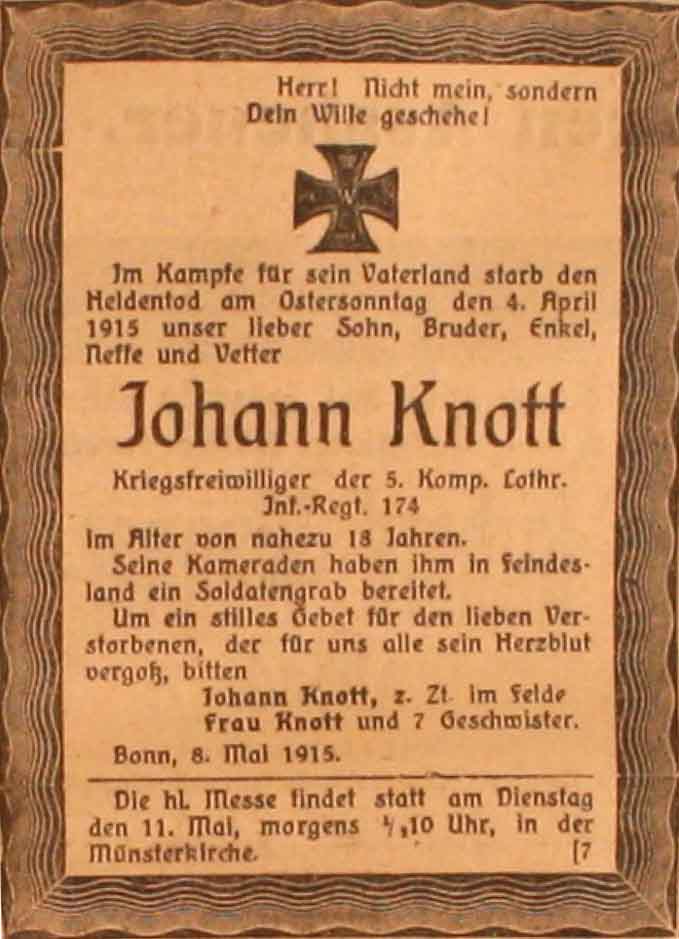 Herr! Nicht mein, sondern
Dein Wille geschehe!
W
Im Kampfe für sein Vaterland starb den
Heldentod am Ostersonntag den 4. April
1915 unser lieber Sohn, Bruder, Enkel,
Neffe und Vetter
Johann Knott
Kriegsfreiwilliger der 5. Komp. Lothr.
Inf.-Regt. 174
im Alter von nahezu 18 Jahren.
Seine Kameraden haben ihm in Feindes-
land ein Soldatengrab bereitet.
Um ein stilles Gebet für den lieben Ver-
storbenen, der für uns alle sein Herzblut
vergoß, bitten
Johann Knott, z. Zt. im Felde
Frau Knott und 7 Geschwister.
Bonn, 8. Mai 1915.
Die hl. Messe findet statt am Dienstag
den 11. Mai, morgens ½10 Uhr, in der
Münsterkirche. [7